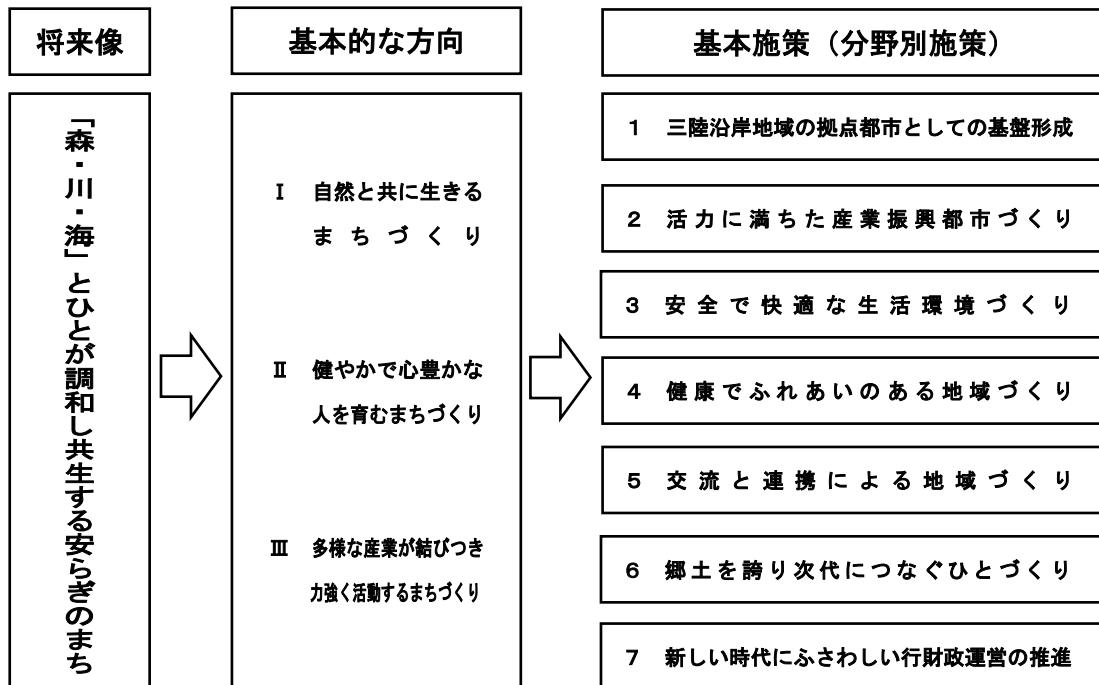 将来像
「森・川・海」とひとが調和し共生する安らぎのまち
基本的な方向
Ⅰ 自然と共に生きる
まちづくり
Ⅱ 健やかで心豊かな
人を育むまちづくり
Ⅲ 多様な産業が結びつき
力強く活動するまちづくり
基本施策（分野別施策）
1 三陸沿岸地域の拠点都市としての基盤形成
2 活力に満ちた産業振興都市づくり
3 安全で快適な生活環境づくり
4 健康でふれあいのある地域づくり
5 交流と連携による地域づくり
6 郷土を誇り次代につなぐひとづくり
7 新しい時代にふさわしい行財政運営の推進